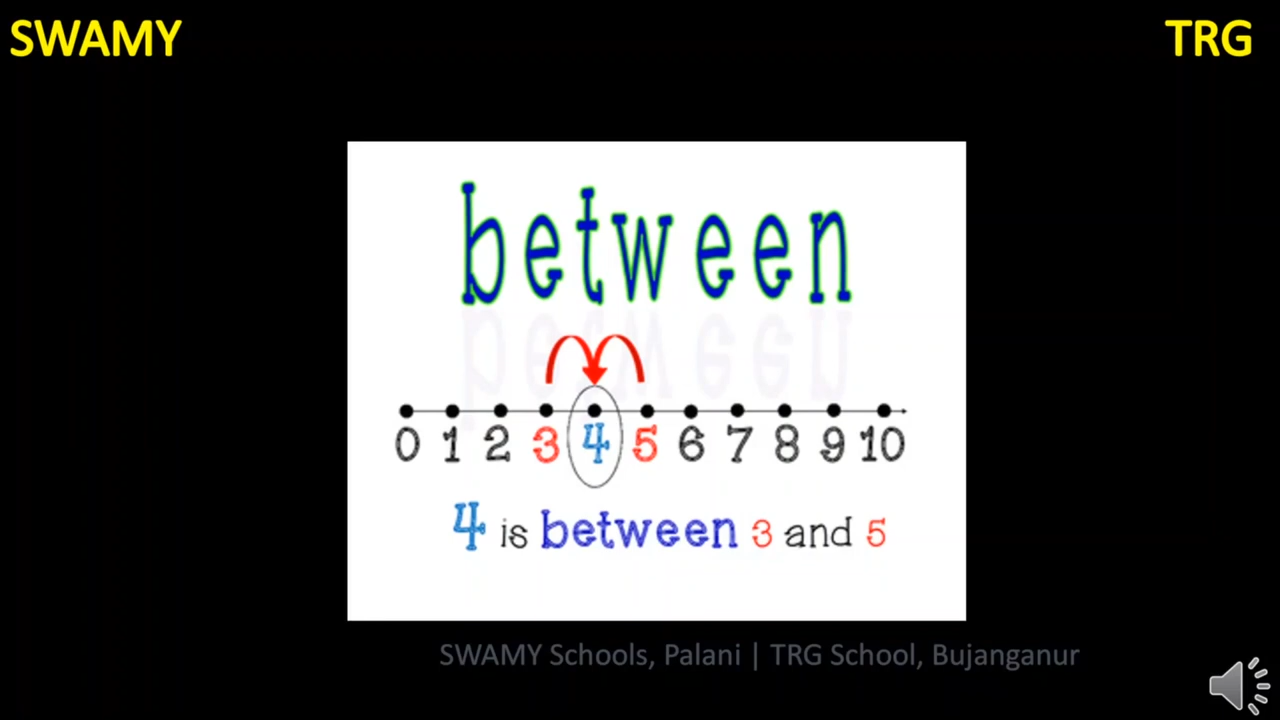 SWAMY TRG
between
0 1 2 3 4 5 6 7 8 9 10
4 is between 3 and 5
SWAMY Schools, Palani | TRG School, Bujanganur